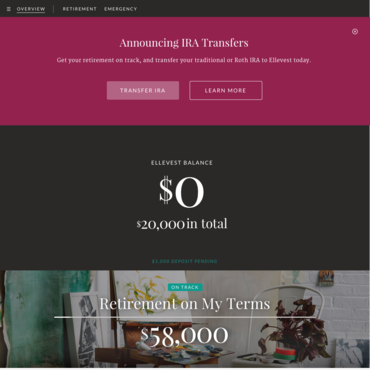 OVERVIEW
RETIREMENT
EMERGENCY
Announcing IRA Transfers
Get your retirement on track, and transfer your traditional or Roth IRA to Ellevest today.
TRANSFER IRA
LEARN MORE
ELLEVEST BALANCE
$0
$20,000 in total
$1,000 DEPOSIT PENDING
ON TRACK
Retirement on My Terms
$58,000